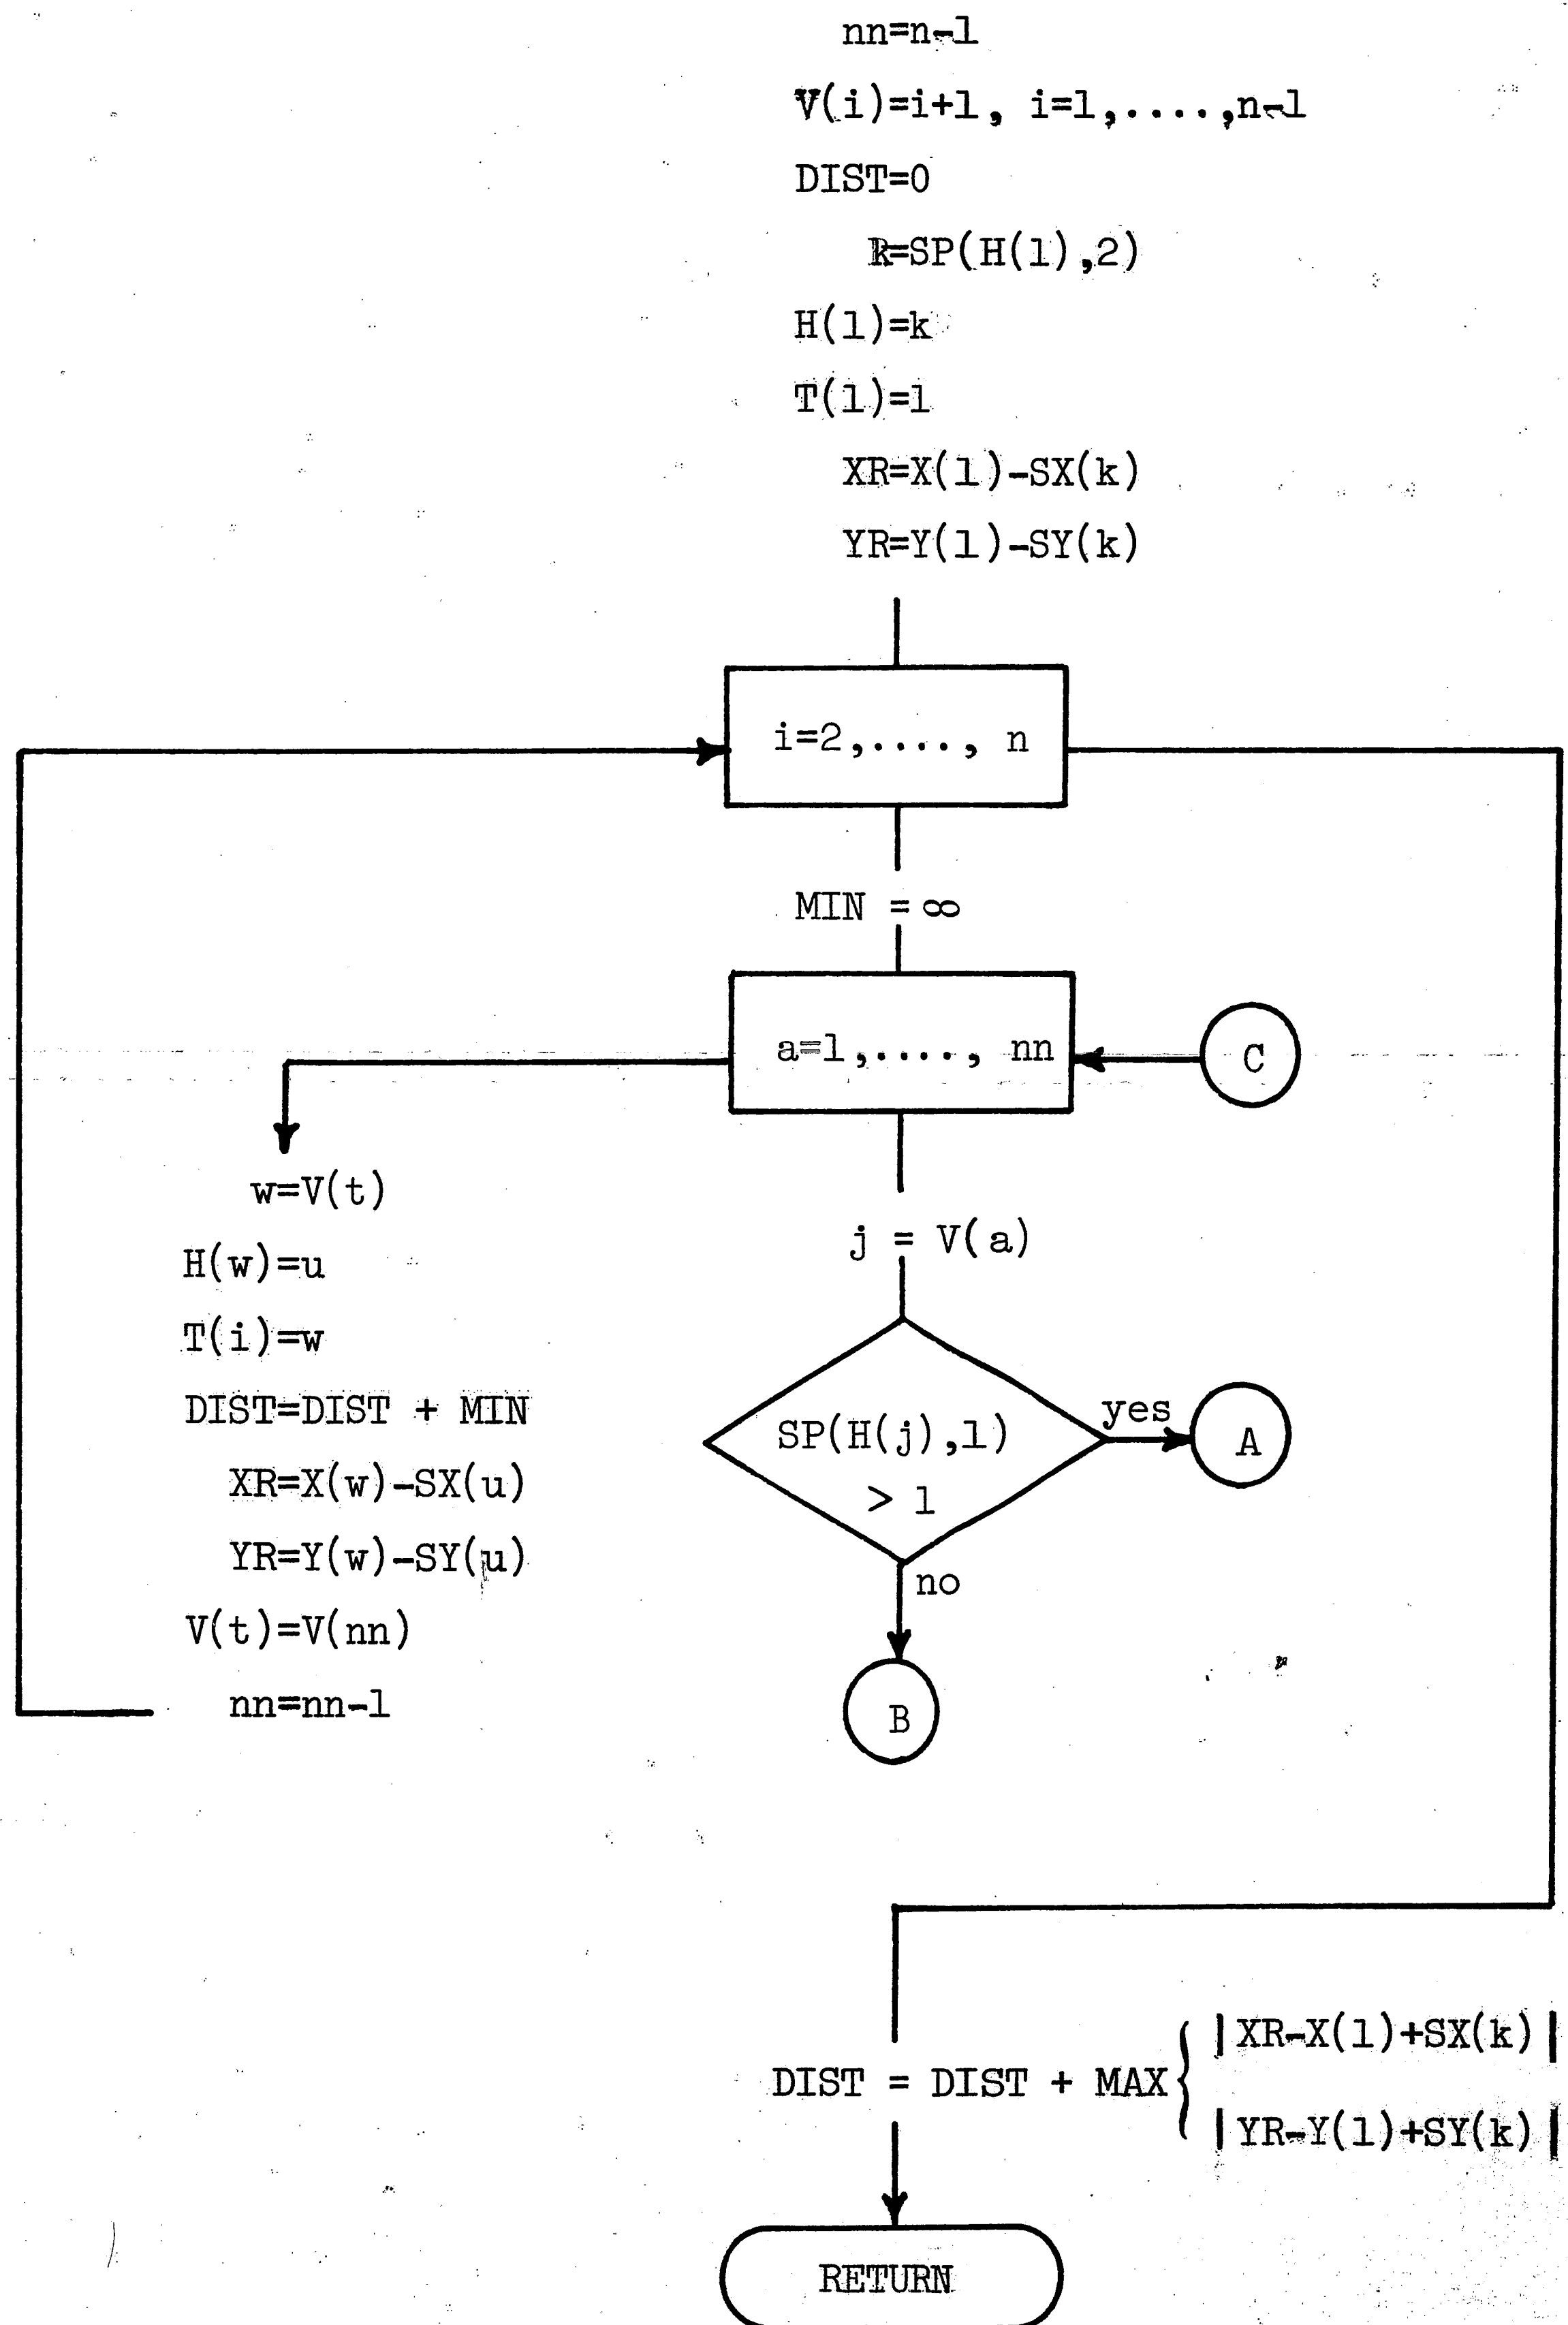 nn=n-1
V(i)=i+1, i=1,....,n-1
DIST=0
k=SP(H(1),2)
H(1)=k
T(1)=1
XR=X(1)-SX(k)
YR=Y(1)-SY(k)
i=2,...., n
MIN = ∞
a=1,...., nn
C
w=V(t)
H(w)=u
T(i)=w
DIST=DIST + MIN
XR=X(w)-SX(u)
YR=Y(w)-SY(u)
V(t)=V(nn)
nn=nn-1
j = V(a)
SP(H(j),1)
> 1
yes
A
no
B
DIST = DIST + MAX { |XR-X(1)+SX(k)|
|YR-Y(1)+SY(k)|
RETURN